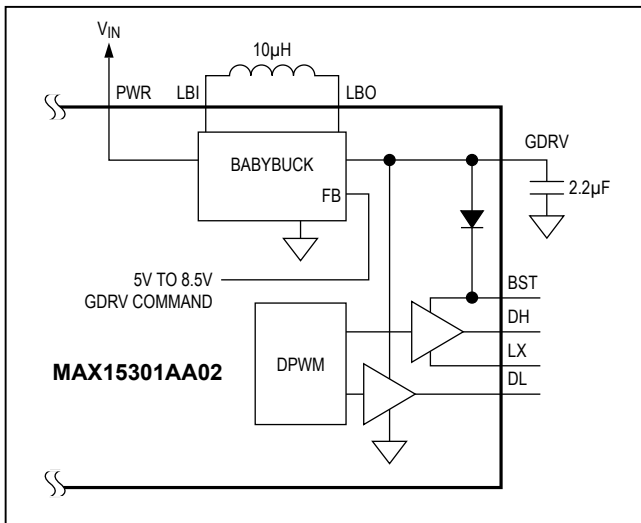 VIN
10µH
PWR
LBI
LBO
GDRV
BABYBUCK
2.2µF
FB
5V TO 8.5V
GDRV COMMAND
BST
DH
DPWM
LX
MAX15301AA02
DL